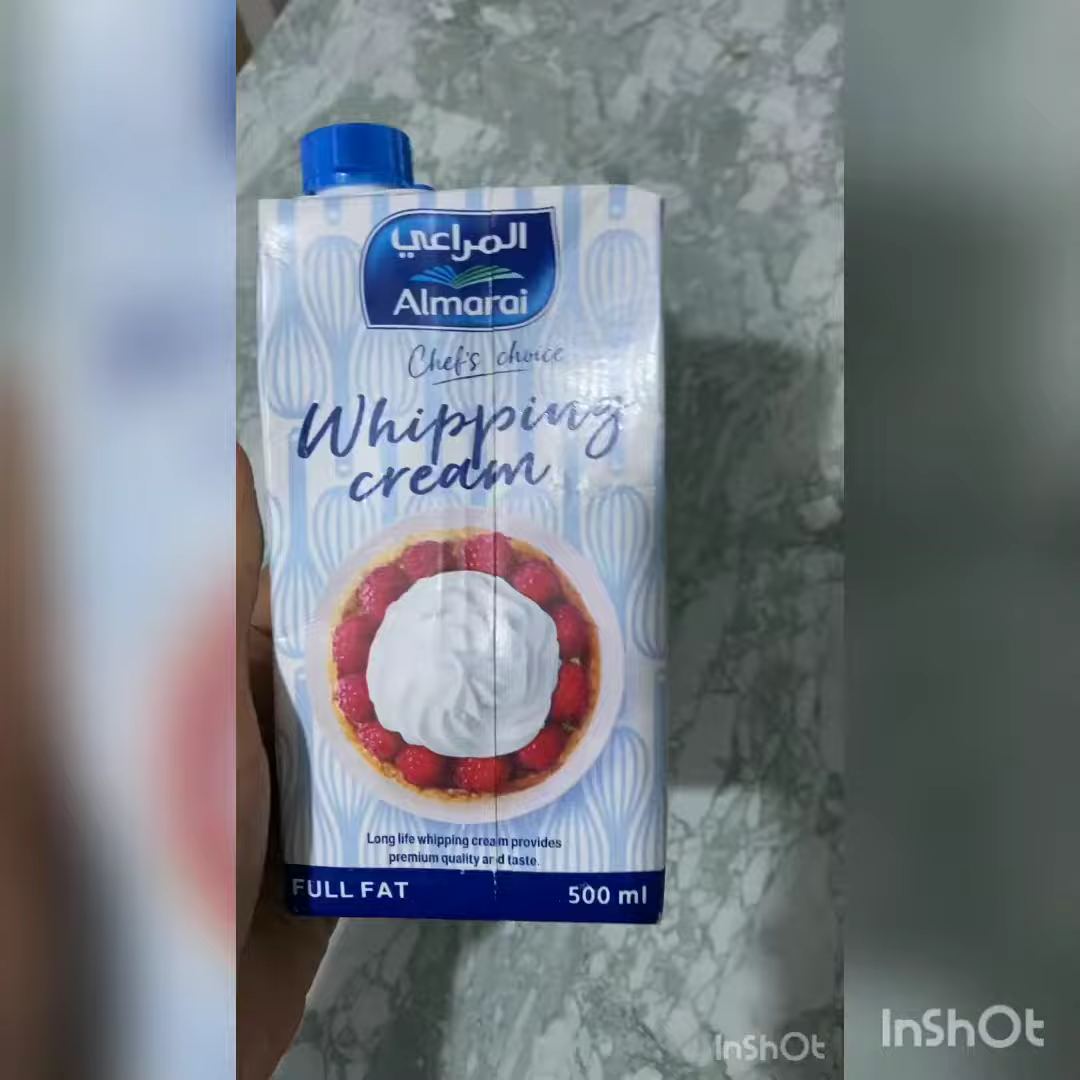 المراعي
Almarai
Chef's choice
Whipping
cream
Long life whipping cream provides
premium quality and taste.
FULL FAT 500 ml
InShOt
InShOt